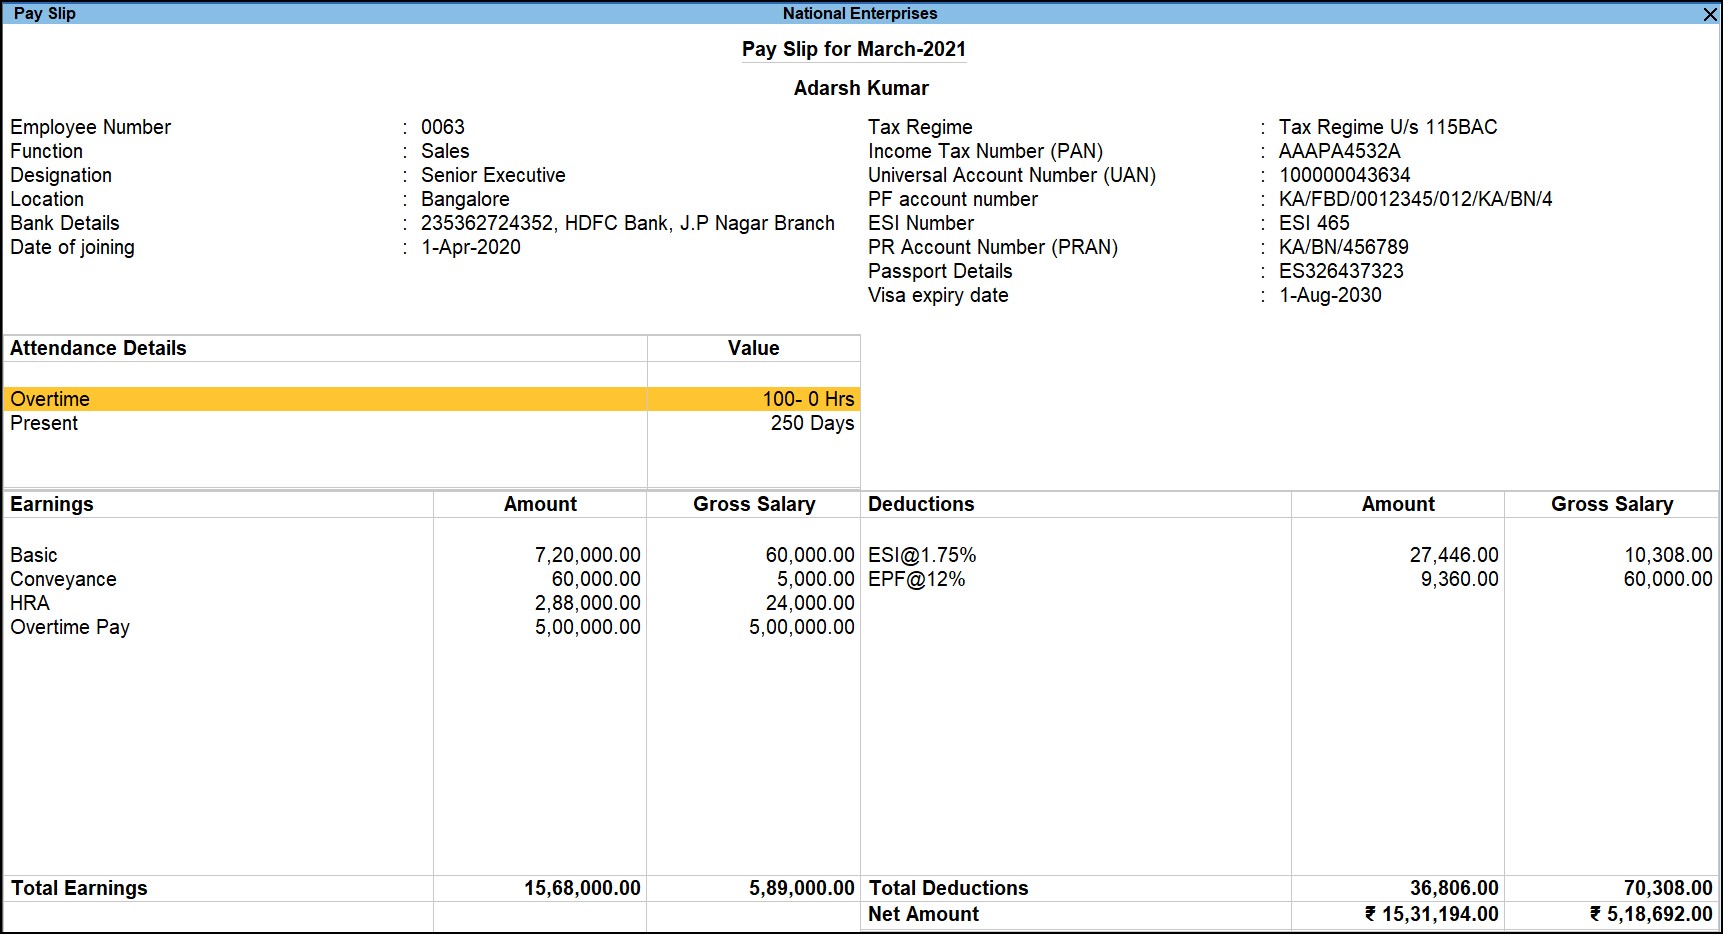 Pay Slip National Enterprises
Pay Slip for March-2021
Adarsh Kumar
Employee Number : 0063 Tax Regime : Tax Regime U/s 115BAC
Function : Sales Income Tax Number (PAN) : AAAPA4532A
Designation : Senior Executive Universal Account Number (UAN) : 100000043634
Location : Bangalore PF account number : KA/FBD/0012345/012/KA/BN/4
Bank Details : 235362724352, HDFC Bank, J.P Nagar Branch ESI Number : ESI 465
Date of joining : 1-Apr-2020 PR Account Number (PRAN) : KA/BN/456789
Passport Details : ES326437323
Visa expiry date : 1-Aug-2030
Attendance Details Value
Overtime 100- 0 Hrs
Present 250 Days
Earnings Amount Gross Salary Deductions Amount Gross Salary
Basic 7,20,000.00 60,000.00 ESI@1.75% 27,446.00 10,308.00
Conveyance 60,000.00 5,000.00 EPF@12% 9,360.00 60,000.00
HRA 2,88,000.00 24,000.00
Overtime Pay 5,00,000.00 5,00,000.00
Total Earnings 15,68,000.00 5,89,000.00 Total Deductions 36,806.00 70,308.00
Net Amount ₹ 15,31,194.00 ₹ 5,18,692.00